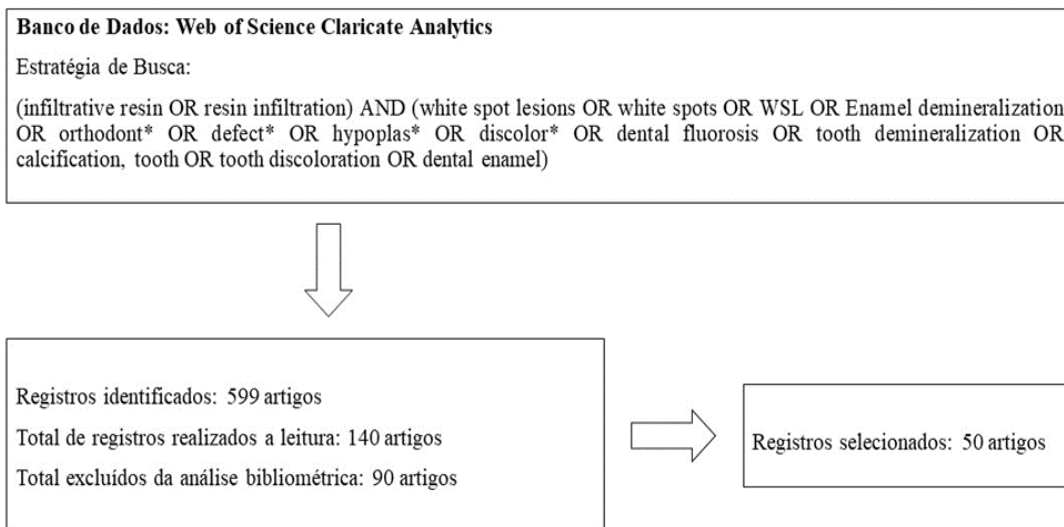 Banco de Dados: Web of Science Claricate Analytics
Estratégia de Busca:
(infiltrative resin OR resin infiltration) AND (white spot lesions OR white spots OR WSL OR Enamel demineralization
OR orthodont* OR defect* OR hypoplas* OR discolor* OR dental fluorosis OR tooth demineralization OR
calcification, tooth OR tooth discoloration OR dental enamel)
Registros identificados: 599 artigos
Total de registros realizados a leitura: 140 artigos
Total excluídos da análise bibliométrica: 90 artigos
Registros selecionados: 50 artigos